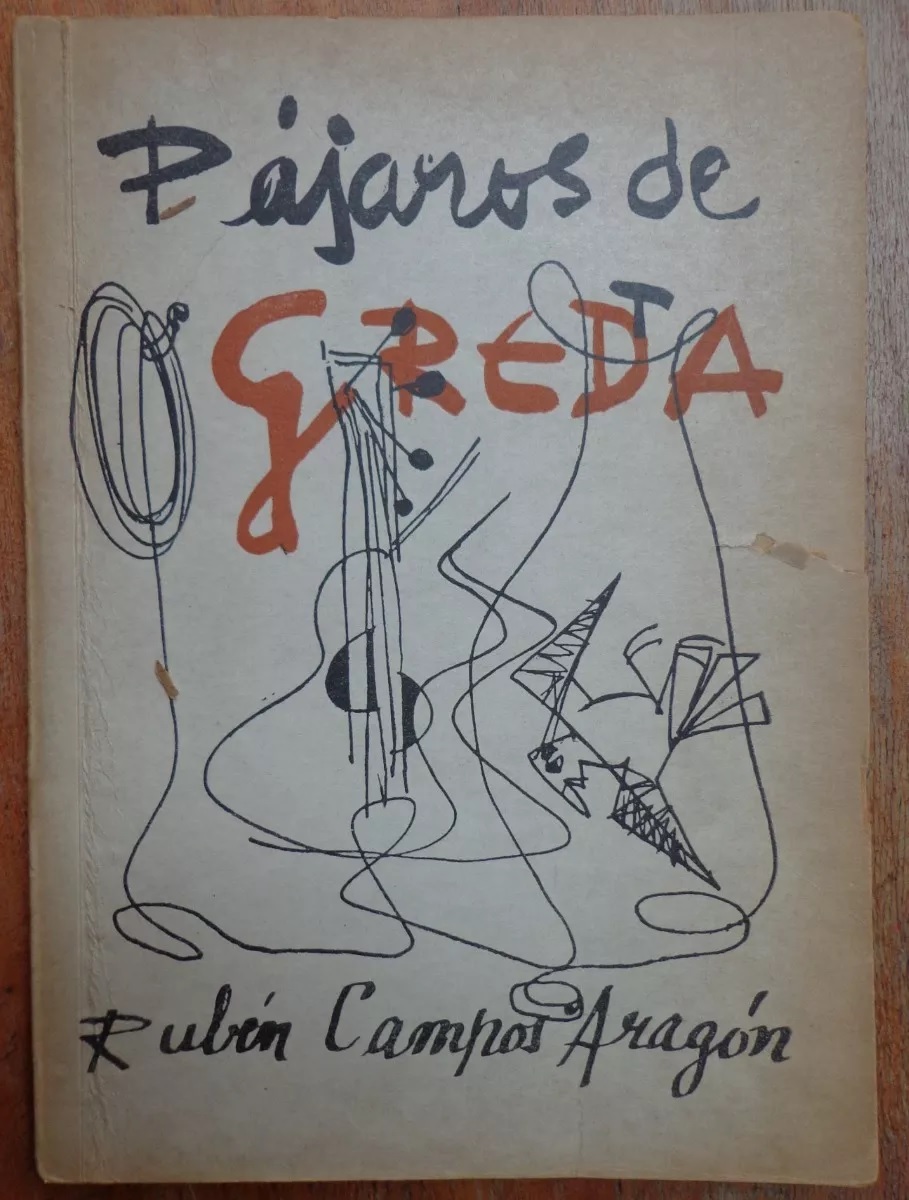 Pájaros de
GREDA
Rubén Campos Aragón